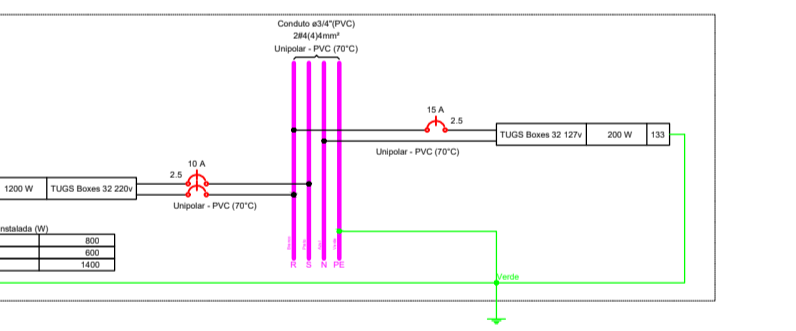 Conduto ø3/4"(PVC)
2#4(4)4mm²
Unipolar - PVC (70°C)
15 A
2.5
TUGS Boxes 32 127v
200 W
133
Unipolar - PVC (70°C)
10 A
2.5
1200 W
TUGS Boxes 32 220v
Unipolar - PVC (70°C)
nstalada (W)
800
600
1400
R S N PE
Verde